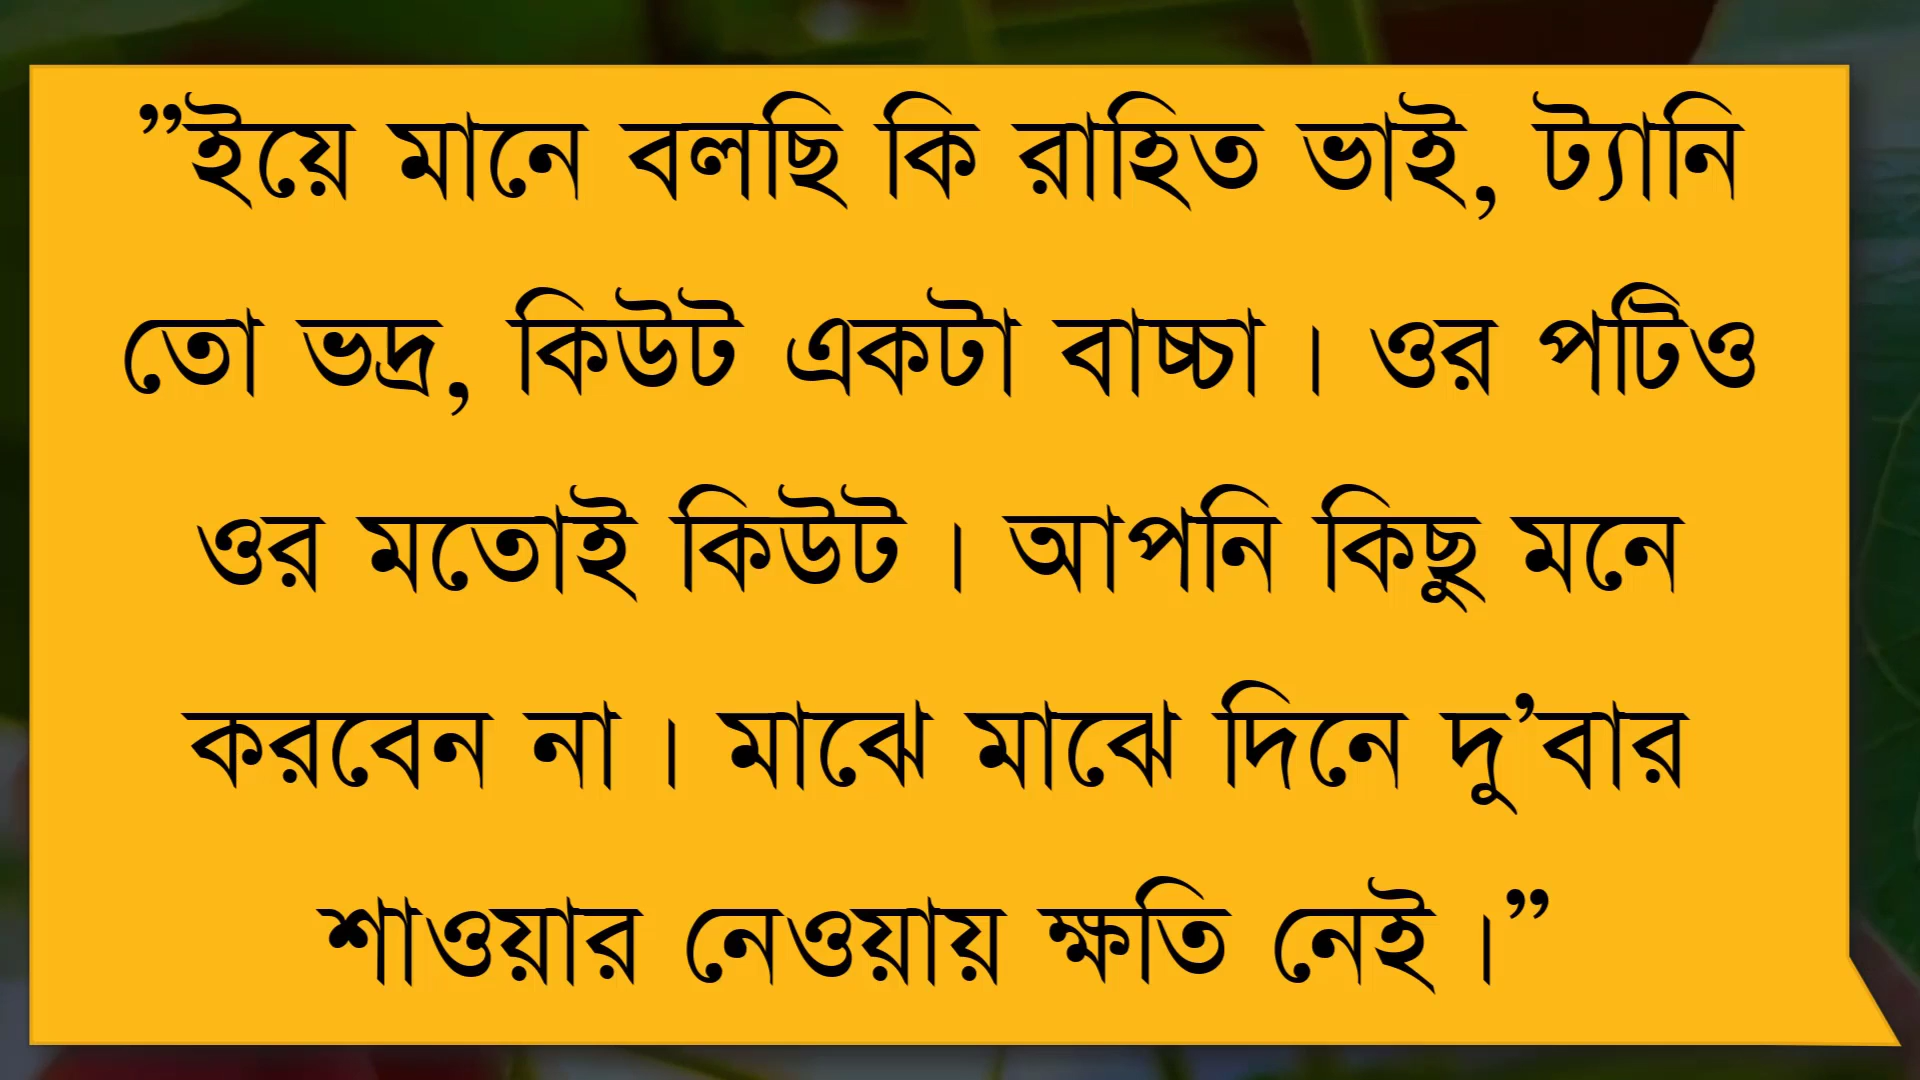 ”ইয়ে মানে বলছি কি রাহিত ভাই, ট্যানি
তো ভদ্র, কিউট একটা বাচ্চা । ওর পটিও
ওর মতোই কিউট । আপনি কিছু মনে
করবেন না । মাঝে মাঝে দিনে দু’বার
শাওয়ার নেওয়ায় ক্ষতি নেই ।”